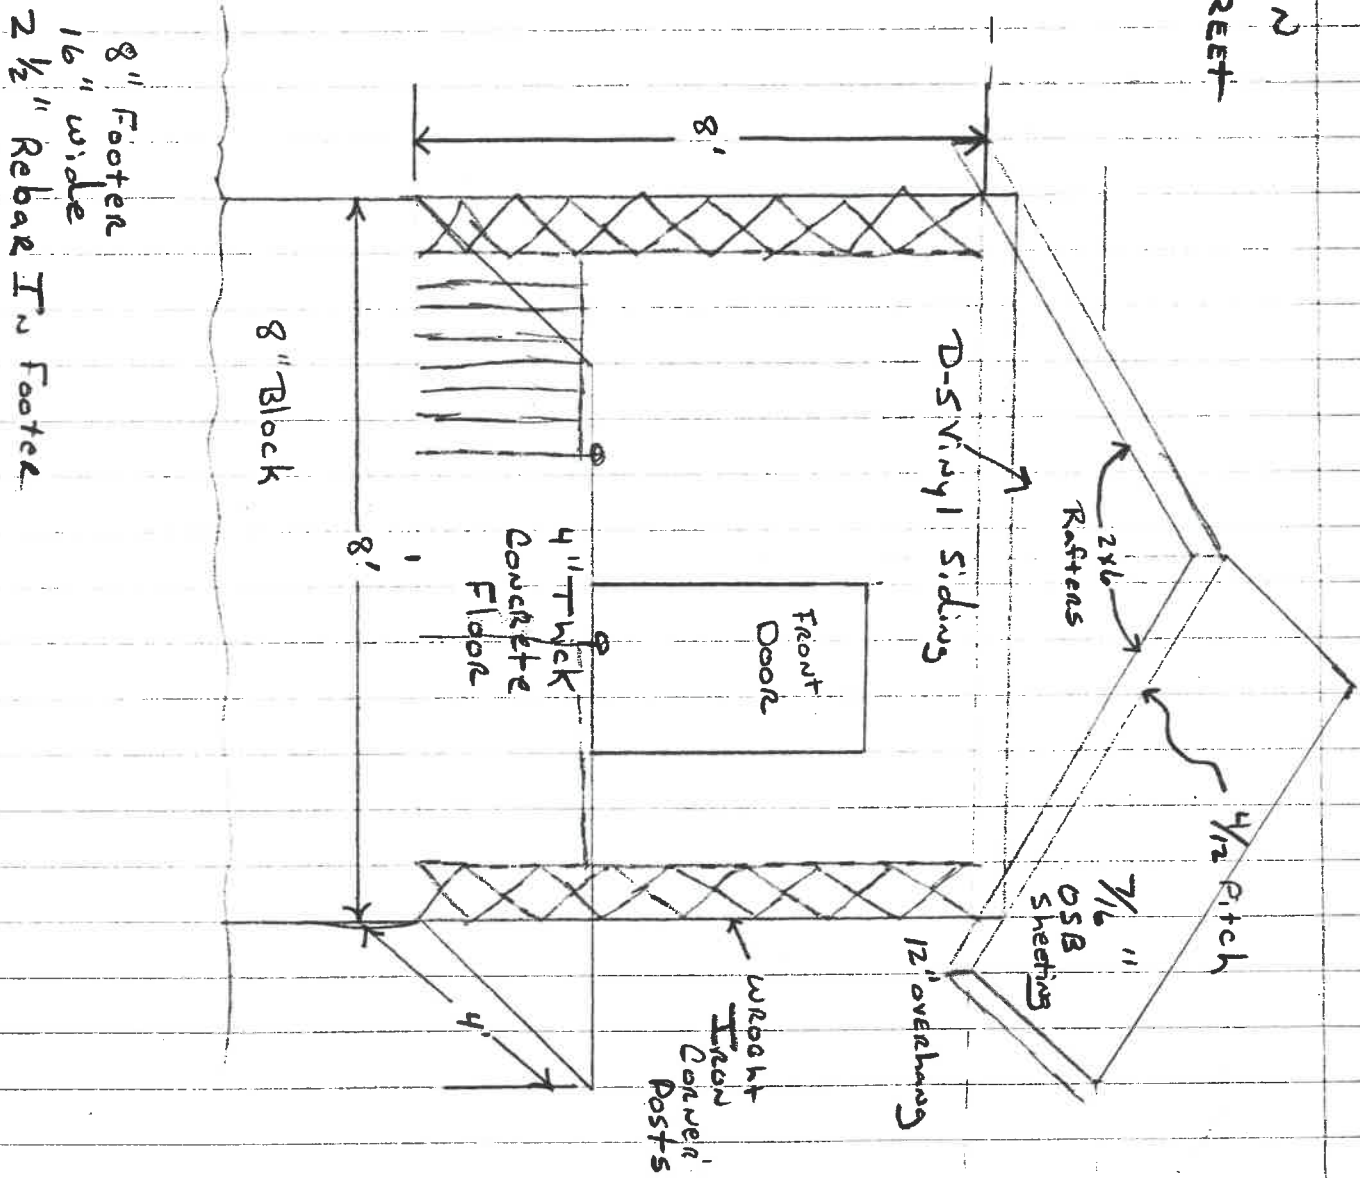 N
REET
4/12 Pitch
2x6
Rafters
7/16 "
OSB
Sheeting
D-5 Vinyl Siding
12" overhang
8'
FRONT
DOOR
WROGHT
IRON
CORNER
Posts
4" Thick
CONCRETE
FlooR
8'
4'
8" Block
8" Footer
16" wide
2 1/2" Rebar IN Footer